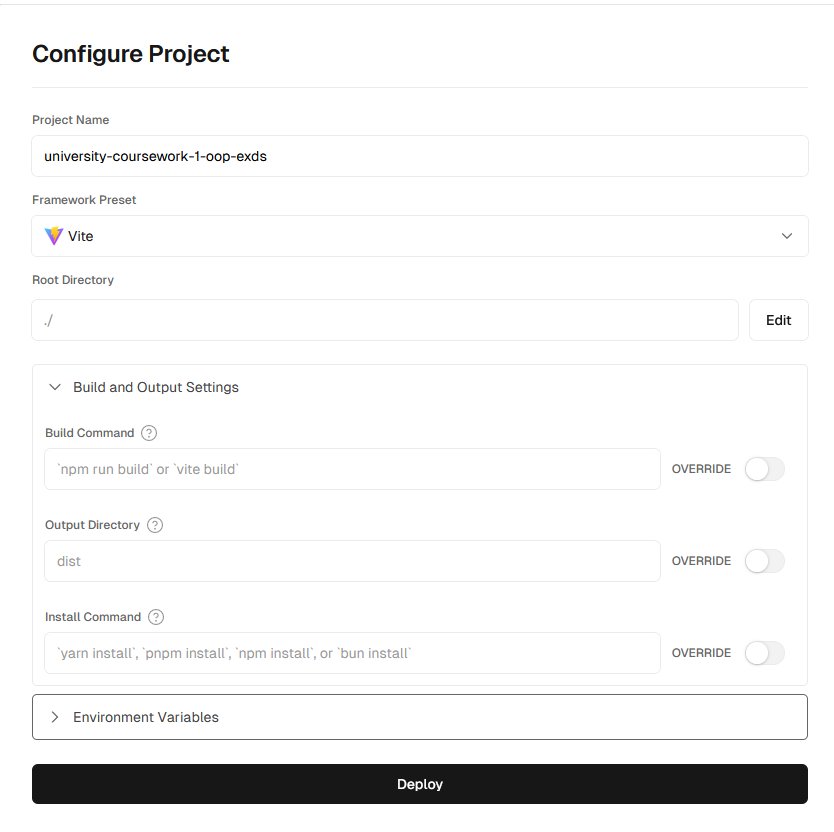 Configure Project
Project Name
university-coursework-1-oop-exds
Framework Preset
Vite
Root Directory
./
Edit
Build and Output Settings
Build Command ?
`npm run build` or `vite build`
OVERRIDE
Output Directory ?
dist
OVERRIDE
Install Command ?
`yarn install`, `pnpm install`, `npm install`, or `bun install`
OVERRIDE
Environment Variables
Deploy